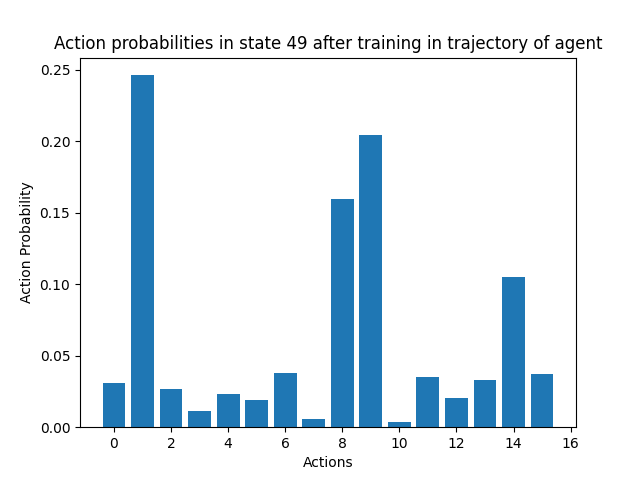 Action probabilities in state 49 after training in trajectory of agent
0.25
0.20
0.15
0.10
0.05
0.00
Action Probability
0 2 4 6 8 10 12 14 16
Actions